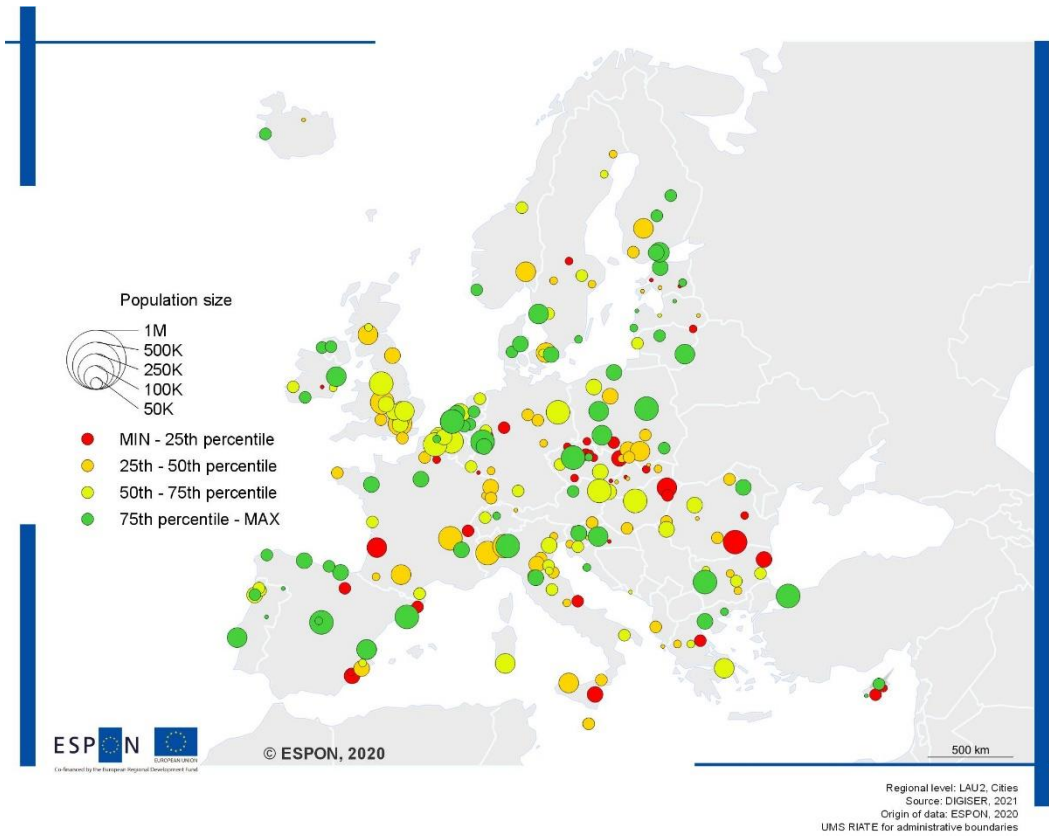 Population size
1M
500K
250K
100K
50K
MIN - 25th percentile
25th - 50th percentile
50th - 75th percentile
75th percentile - MAX
ESPON
EUROPEAN UNION
Co-financed by the European Regional Development Fund
© ESPON, 2020
500 km
Regional level: LAU2, Cities
Source: DIGISER, 2021
Origin of data: ESPON, 2020
UMS RIATE for administrative boundaries